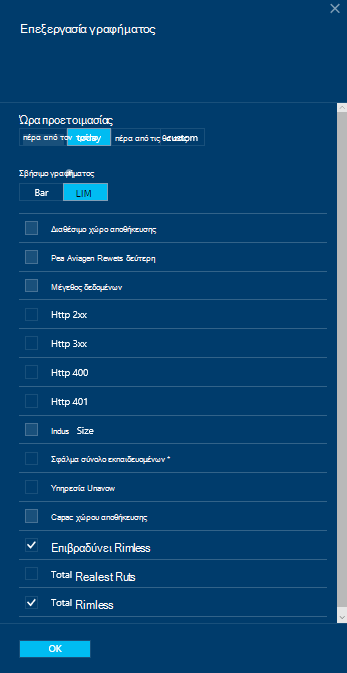 Επεξεργασία γραφήματος
Ώρα προετοιμασίας
πέρα από τον today πέρα από τις custom
Σβήσιμο γραφήματος
Bar LIM
Διαθέσιμο χώρο αποθήκευσης
Pea Aviagen Rewets δεύτερη
Μέγεθος δεδομένων
Http 2xx
Http 3xx
Http 400
Http 401
Indus Size
Σφάλμα σύνολο εκπαιδευομένων *
Υπηρεσία Unavow
Capac χώρου αποθήκευσης
Επιβραδύνει Rimless
Total Realest Ruts
Total Rimless
OK